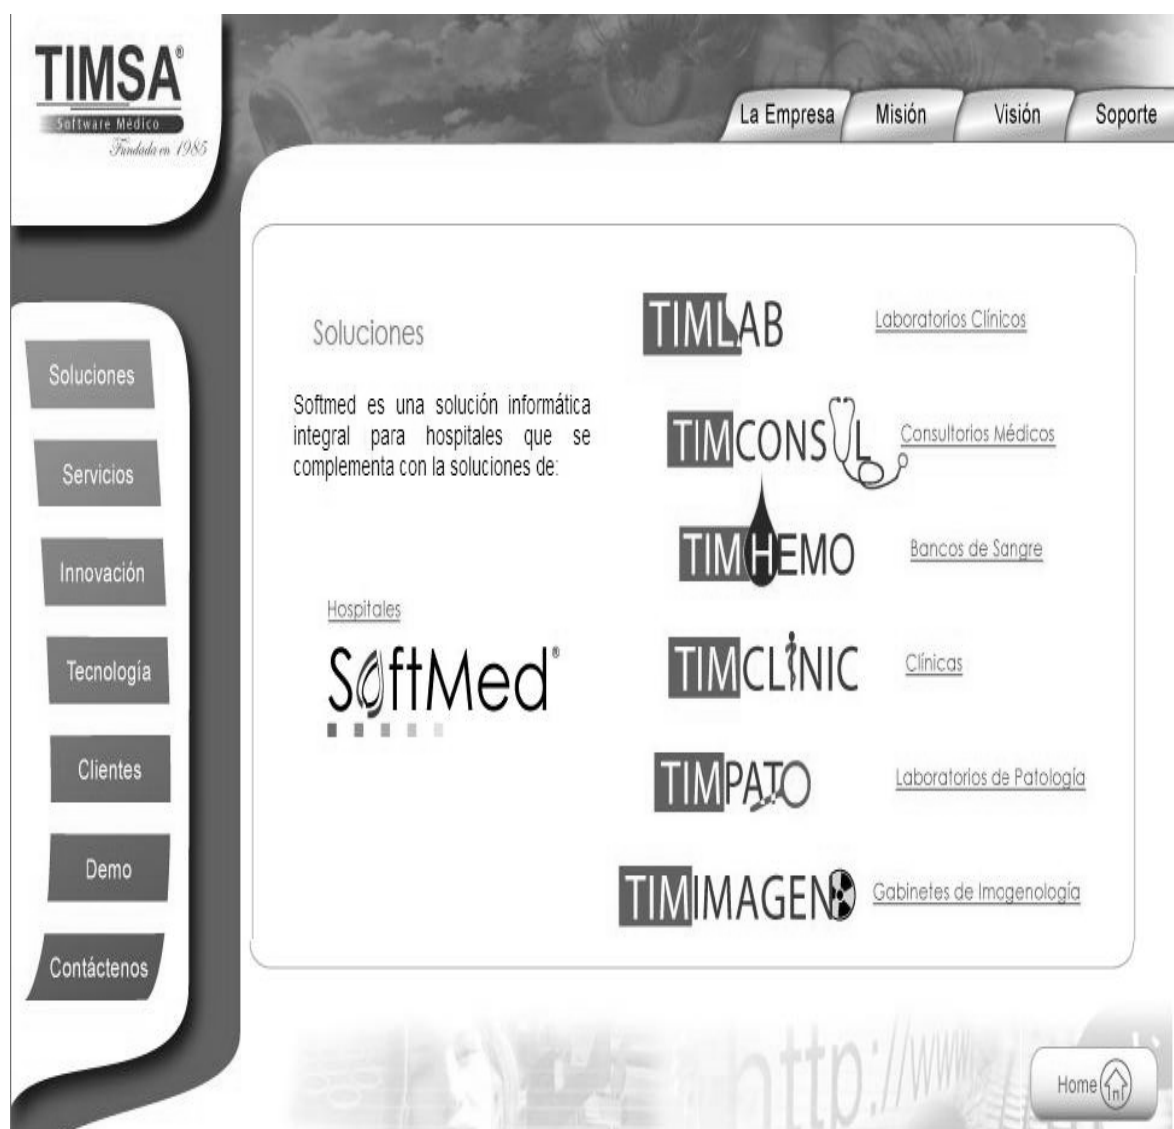 TIMSA®
Software Médico
Fundada en 1985
La Empresa
Misión
Visión
Soporte
Soluciones
Servicios
Innovación
Tecnología
Clientes
Demo
Contáctenos
Soluciones
Softmed es una solución informática
integral para hospitales que se
complementa con la soluciones de:
Hospitales
SoftMed®
TIMLAB
Laboratorios Clínicos
TIMCONSUL
Consultorios Médicos
TIMHEMO
Bancos de Sangre
TIMCLINIC
Clínicas
TIMPATO
Laboratorios de Patología
TIMIMAGEN
Gabinetes de Imogenología
http://www
Home